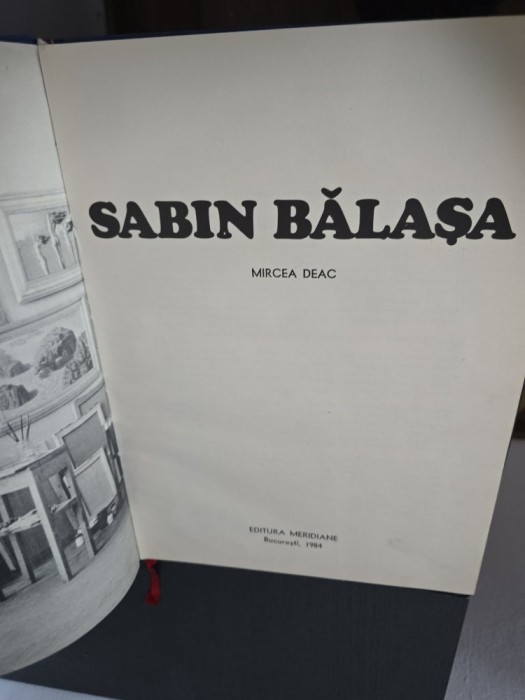 SABIN BĂLAŞA
MIRCEA DEAC
EDITURA MERIDIANE
Bucureşti, 1984